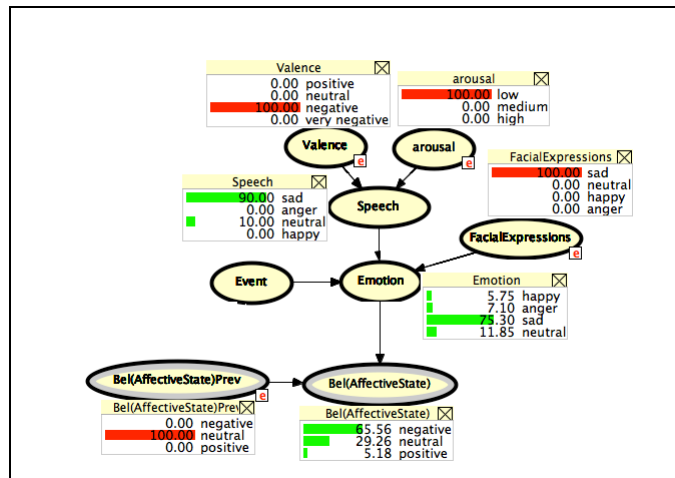 Valence
0.00 positive
0.00 neutral
100.00 negative
0.00 very negative
arousal
100.00 low
0.00 medium
0.00 high
Valence
e
arousal
e
FacialExpressions
100.00 sad
0.00 neutral
0.00 happy
0.00 anger
Speech
90.00 sad
0.00 anger
10.00 neutral
0.00 happy
Speech
FacialExpressions
e
Event
Emotion
Emotion
5.75 happy
7.10 anger
75.30 sad
11.85 neutral
Bel(AffectiveState)Prev
e
Bel(AffectiveState)
Bel(AffectiveState)Prev
0.00 negative
100.00 neutral
0.00 positive
Bel(AffectiveState)
65.56 negative
29.26 neutral
5.18 positive